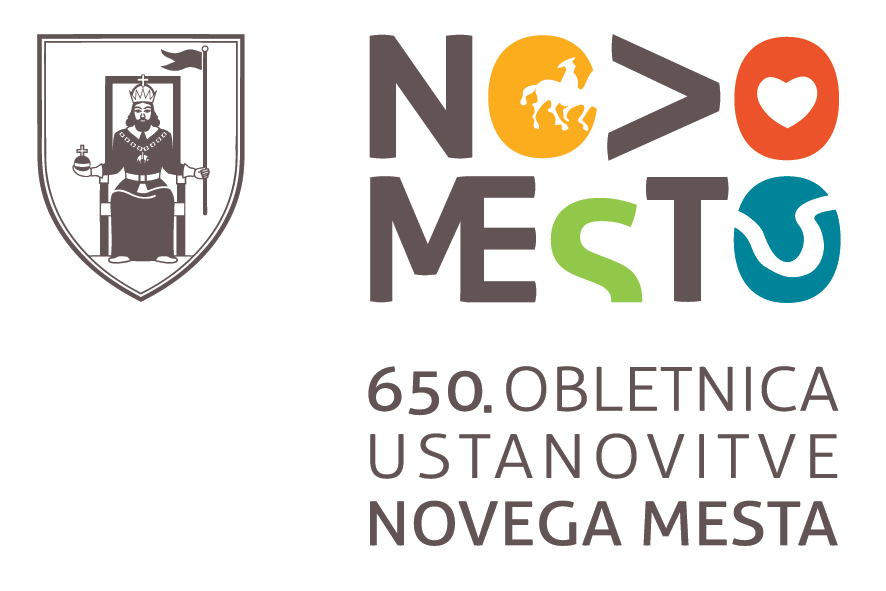 NOVO
MESTO
650. OBLETNICA
USTANOVITVE
NOVEGA MESTA